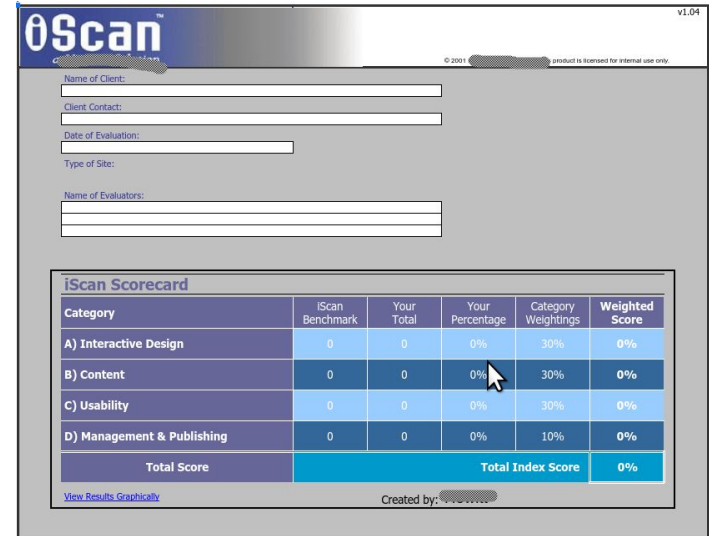 v1.04
iScan™
© 2001 product is licensed for internal use only.
Name of Client:
Client Contact:
Date of Evaluation:
Type of Site:
Name of Evaluators:
iScan Scorecard
Category iScan Benchmark Your Total Your Percentage Category Weightings Weighted Score
A) Interactive Design 0 0 0% 30% 0%
B) Content 0 0 0% 30% 0%
C) Usability 0 0 0% 30% 0%
D) Management & Publishing 0 0 0% 10% 0%
Total Score Total Index Score 0%
View Results Graphically
Created by: